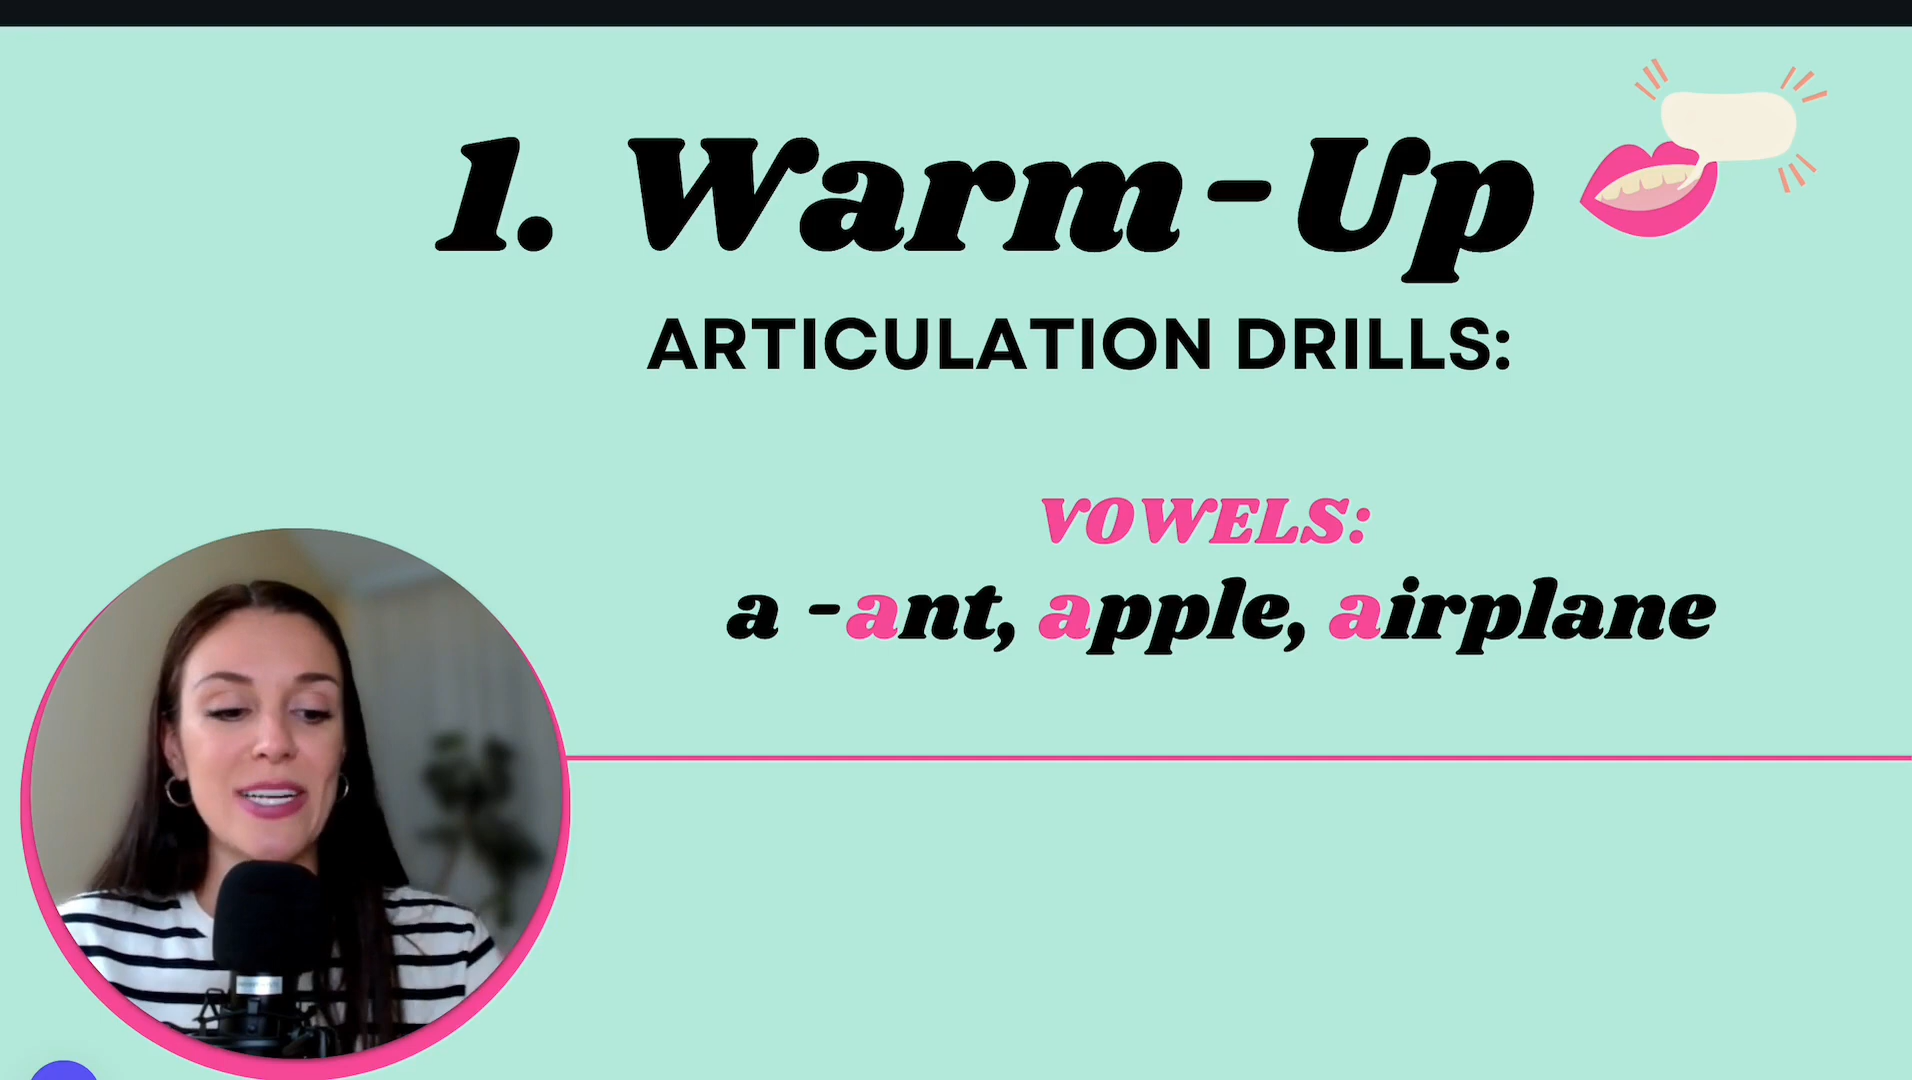 1. Warm-Up
ARTICULATION DRILLS:
VOWELS:
a -ant, apple, airplane